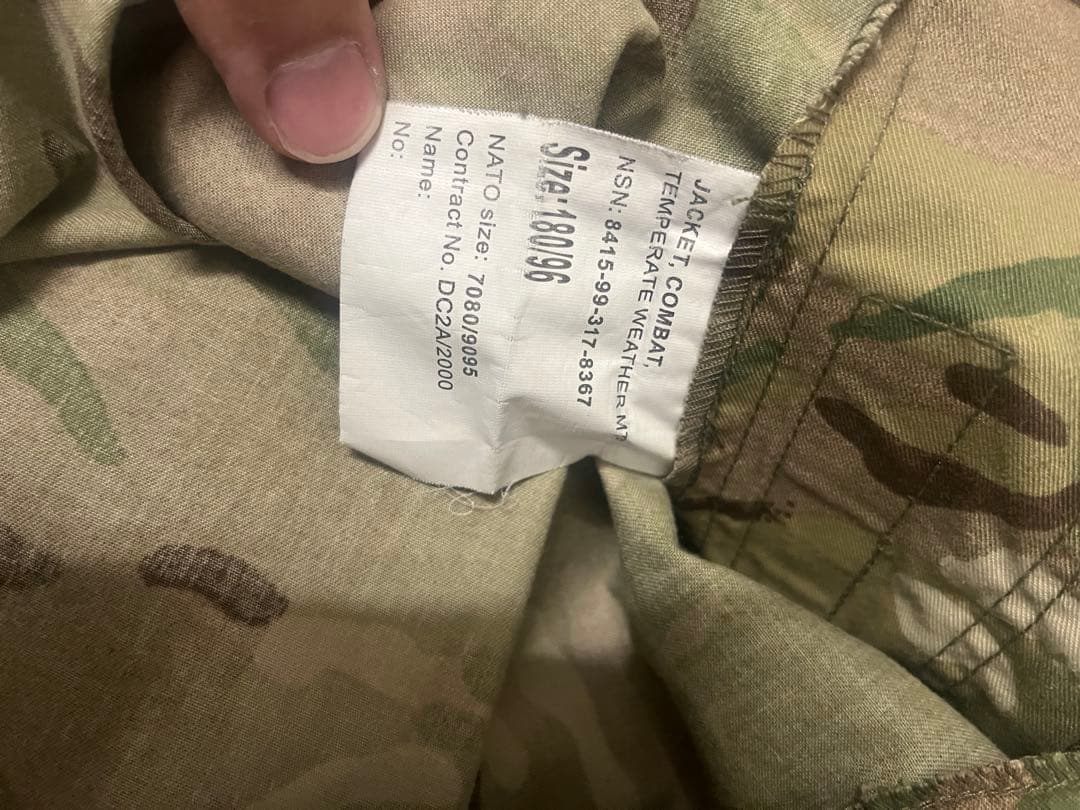 JACKET, COMBAT,
TEMPERATE WEATHER MT
NSN: 8415-99-317-8367
Size:180/96
NATO size: 7080/9095
Contract No. DC2A/2000
Name:
No: